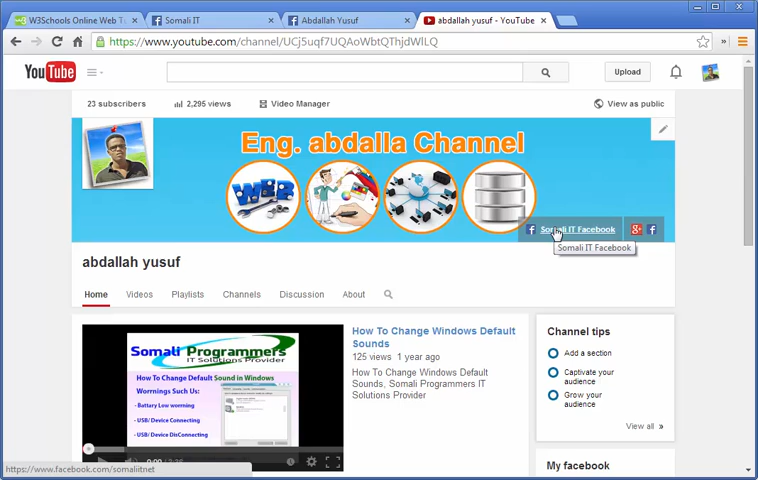 W3Schools Online Web T
Somali IT
Abdallah Yusuf
abdallah yusuf - YouTube
https://www.youtube.com/channel/UCj5uqf7UQAoWbtQThjdWlLQ
YouTube
Upload
23 subscribers
2,295 views
Video Manager
View as public
Eng. abdalla Channel
WEB
Somali IT Facebook
Somali IT Facebook
abdallah yusuf
Home
Videos
Playlists
Channels
Discussion
About
Somali Programmers
IT Solutions Provider
How To Change Default Sound in Windows
Worrnings Such Us:
- Battary Low worrming
- USB/ Device Connecting
- USB/ Device DisConnecting
How To Change Windows Default
Sounds
125 views 1 year ago
How To Change Windows Default
Sounds, Somali Programmers IT
Solutions Provider
Channel tips
Add a section
Captivate your
audience
Grow your
audience
View all »
My facebook
https://www.facebook.com/somaliitnet